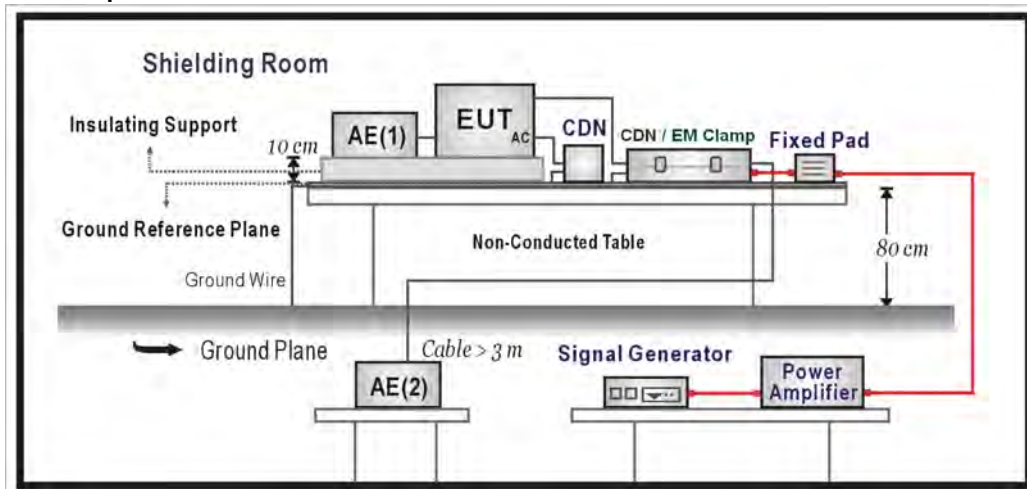 Shielding Room
Insulating Support
10 cm
AE(1)
EUT
AC
CDN
CDN / EM Clamp
Fixed Pad
Ground Reference Plane
Non-Conducted Table
80 cm
Ground Wire
Ground Plane
Cable > 3 m
AE(2)
Signal Generator
Power
Amplifier